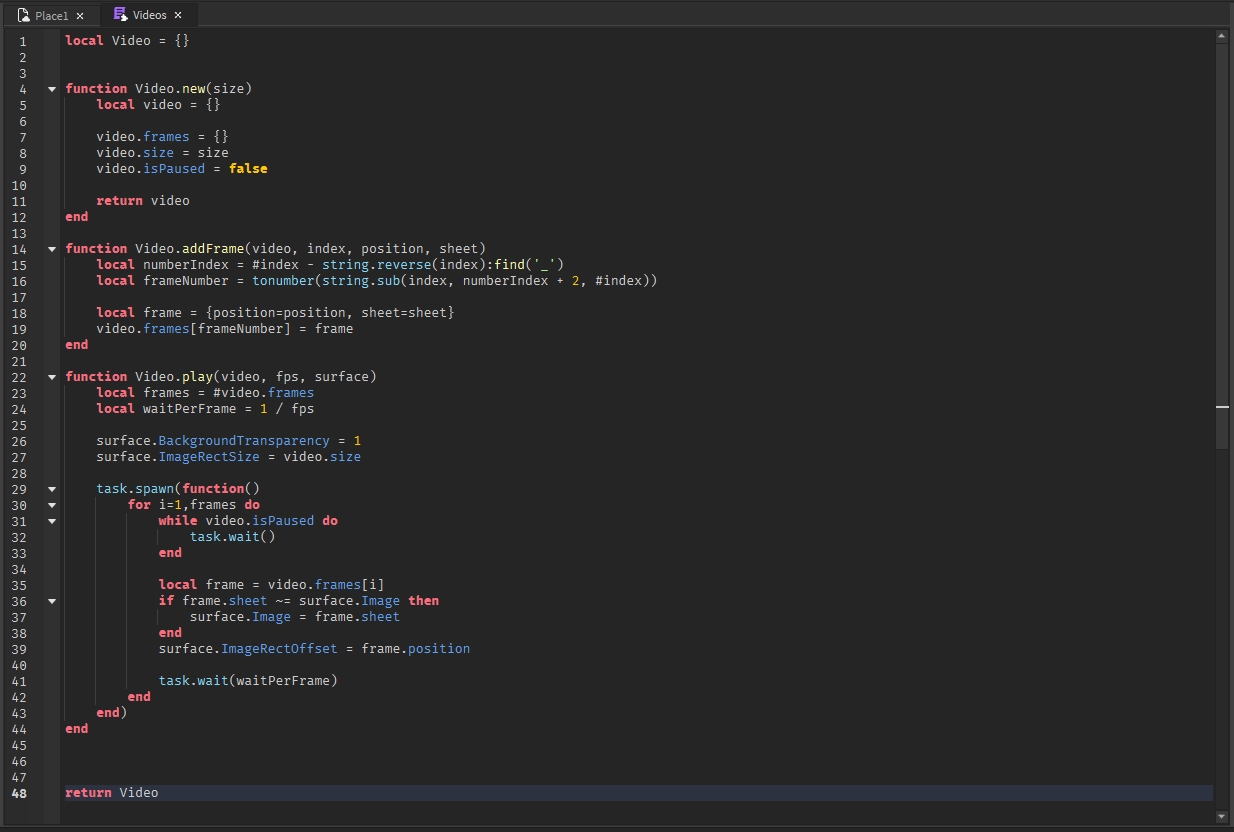 Place1 × Videos ×
1 local Video = {}
2
3
4 function Video.new(size)
5     local video = {}
6
7     video.frames = {}
8     video.size = size
9     video.isPaused = false
10
11     return video
12 end
13
14 function Video.addFrame(video, index, position, sheet)
15     local numberIndex = #index - string.reverse(index):find('_')
16     local frameNumber = tonumber(string.sub(index, numberIndex + 2, #index))
17
18     local frame = {position=position, sheet=sheet}
19     video.frames[frameNumber] = frame
20 end
21
22 function Video.play(video, fps, surface)
23     local frames = #video.frames
24     local waitPerFrame = 1 / fps
25
26     surface.BackgroundTransparency = 1
27     surface.ImageRectSize = video.size
28
29     task.spawn(function()
30         for i=1,frames do
31             while video.isPaused do
32                 task.wait()
33             end
34
35             local frame = video.frames[i]
36             if frame.sheet ~= surface.Image then
37                 surface.Image = frame.sheet
38             end
39             surface.ImageRectOffset = frame.position
40
41             task.wait(waitPerFrame)
42         end
43     end)
44 end
45
46
47
48 return Video